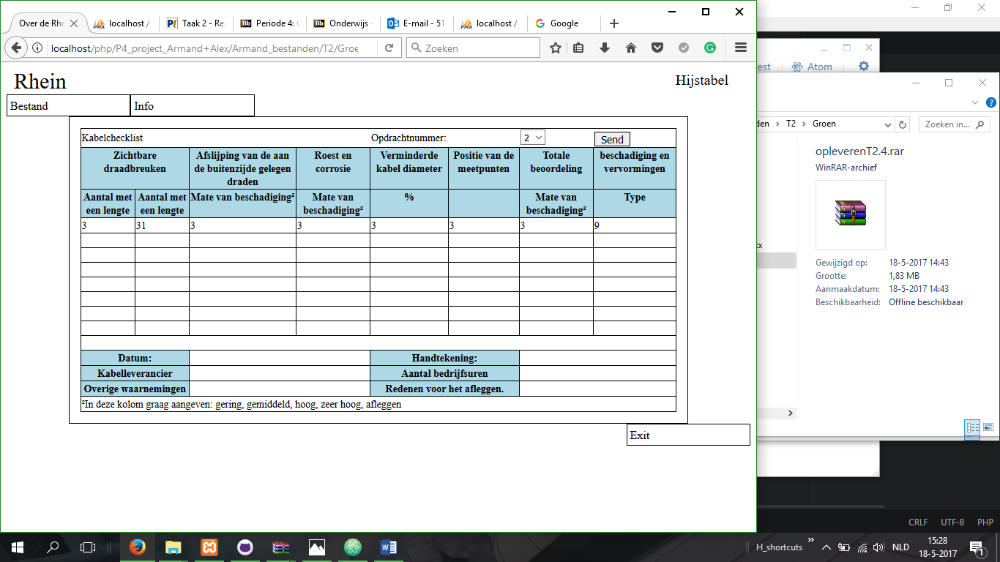 Over de Rhe
localhost /
Taak 2 - Re
Periode 4: (
Onderwijs -
E-mail - 51
localhost /
Google
localhost/php/P4_project_Armand+Alex/Armand_bestanden/T2/Groe
Zoeken
Rhein
Hijstabel
Bestand
Info
Kabelchecklist
Opdrachtnummer:
2
Send
Zichtbare draadbreuken
Afslijping van de aan de buitenzijde gelegen draden
Roest en corrosie
Verminderde kabel diameter
Positie van de meetpunten
Totale beoordeling
beschadiging en vervormingen
Aantal met een lengte
Aantal met een lengte
Mate van beschadiging²
Mate van beschadiging²
%
Mate van beschadiging²
Type
3 31 3 3 3 3 3 9
Datum:
Handtekening:
Kabelleverancier
Aantal bedrijfsuren
Overige waarnemingen
Redenen voor het afleggen.
²In deze kolom graag aangeven: gering, gemiddeld, hoog, zeer hoog, afleggen
Exit
est
Atom
den > T2 > Groen
Zoeken in...
opleverenT2.4.rar
WinRAR-archief
Gewijzigd op: 18-5-2017 14:43
Grootte: 1,83 MB
Aanmaakdatum: 18-5-2017 14:43
Beschikbaarheid: Offline beschikbaar
CRLF UTF-8 PHP
H_shortcuts
NLD
15:28
18-5-2017
1